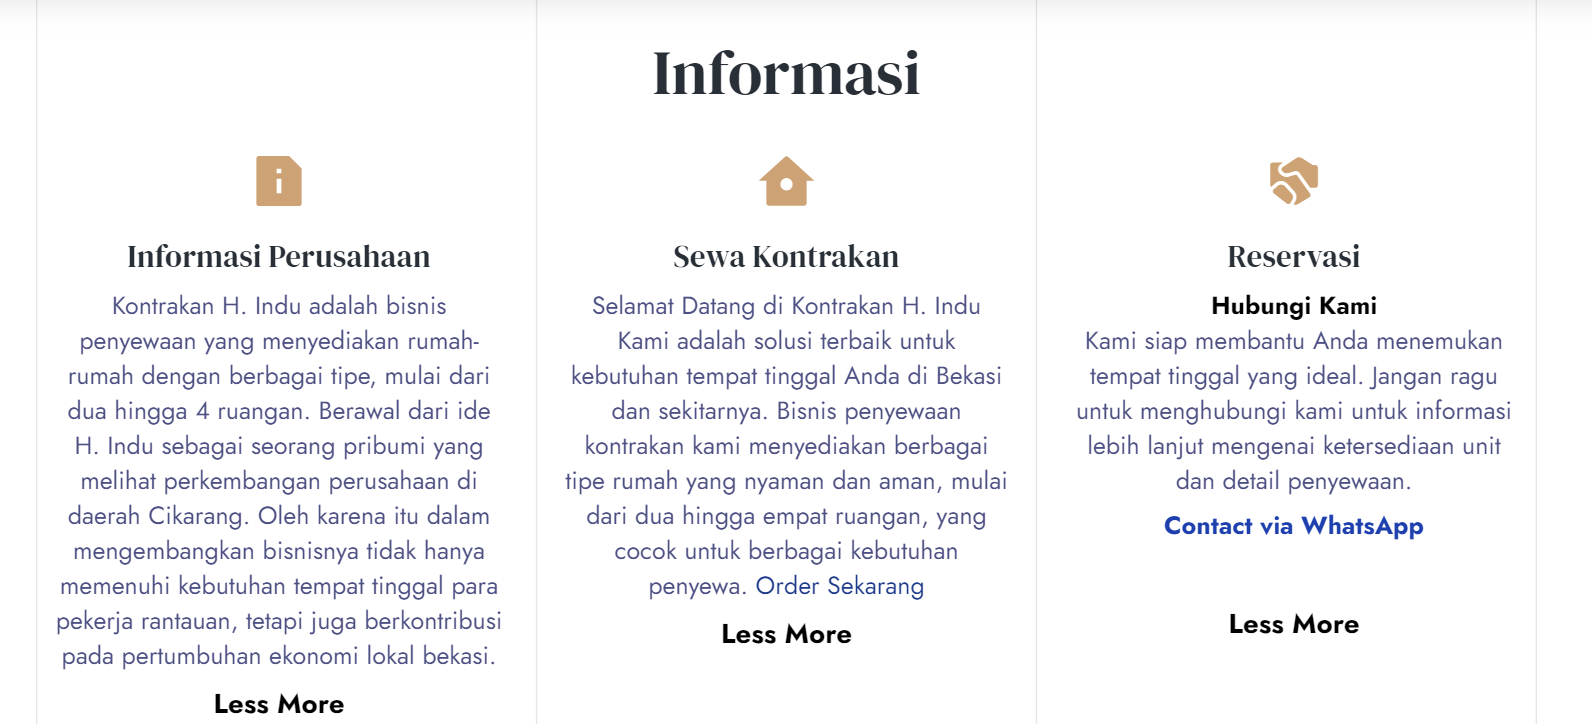 Informasi
Informasi Perusahaan
Kontrakan H. Indu adalah bisnis
penyewaan yang menyediakan rumah-
rumah dengan berbagai tipe, mulai dari
dua hingga 4 ruangan. Berawal dari ide
H. Indu sebagai seorang pribumi yang
melihat perkembangan perusahaan di
daerah Cikarang. Oleh karena itu dalam
mengembangkan bisnisnya tidak hanya
memenuhi kebutuhan tempat tinggal para
pekerja rantauan, tetapi juga berkontribusi
pada pertumbuhan ekonomi lokal bekasi.
Less More
Sewa Kontrakan
Selamat Datang di Kontrakan H. Indu
Kami adalah solusi terbaik untuk
kebutuhan tempat tinggal Anda di Bekasi
dan sekitarnya. Bisnis penyewaan
kontrakan kami menyediakan berbagai
tipe rumah yang nyaman dan aman, mulai
dari dua hingga empat ruangan, yang
cocok untuk berbagai kebutuhan
penyewa. Order Sekarang
Less More
Reservasi
Hubungi Kami
Kami siap membantu Anda menemukan
tempat tinggal yang ideal. Jangan ragu
untuk menghubungi kami untuk informasi
lebih lanjut mengenai ketersediaan unit
dan detail penyewaan.
Contact via WhatsApp
Less More